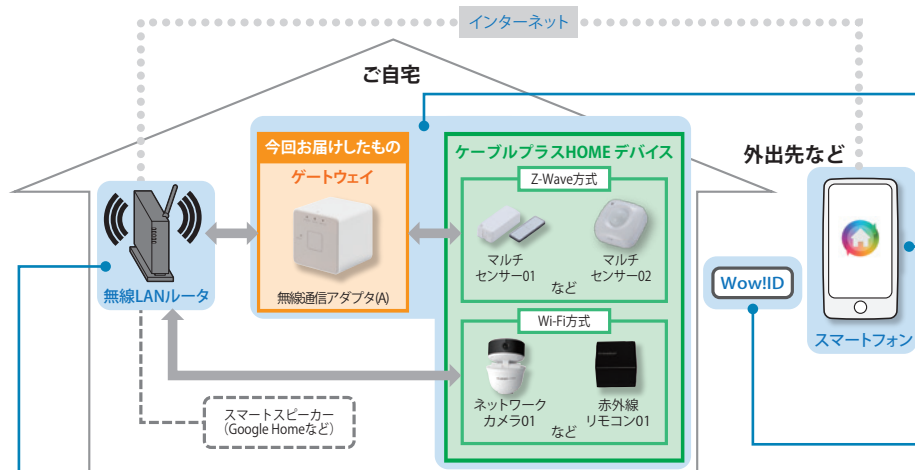 インターネット
ご自宅
今回お届けしたもの
ゲートウェイ
無線通信アダプタ(A)
ケーブルプラスHOME デバイス
Z-Wave方式
マルチ
センサー01
マルチ
センサー02
など
Wi-Fi方式
ネットワーク
カメラ01
赤外線
リモコン01
など
無線LANルータ
スマートスピーカー
(Google Homeなど)
外出先など
Wow!ID
スマートフォン